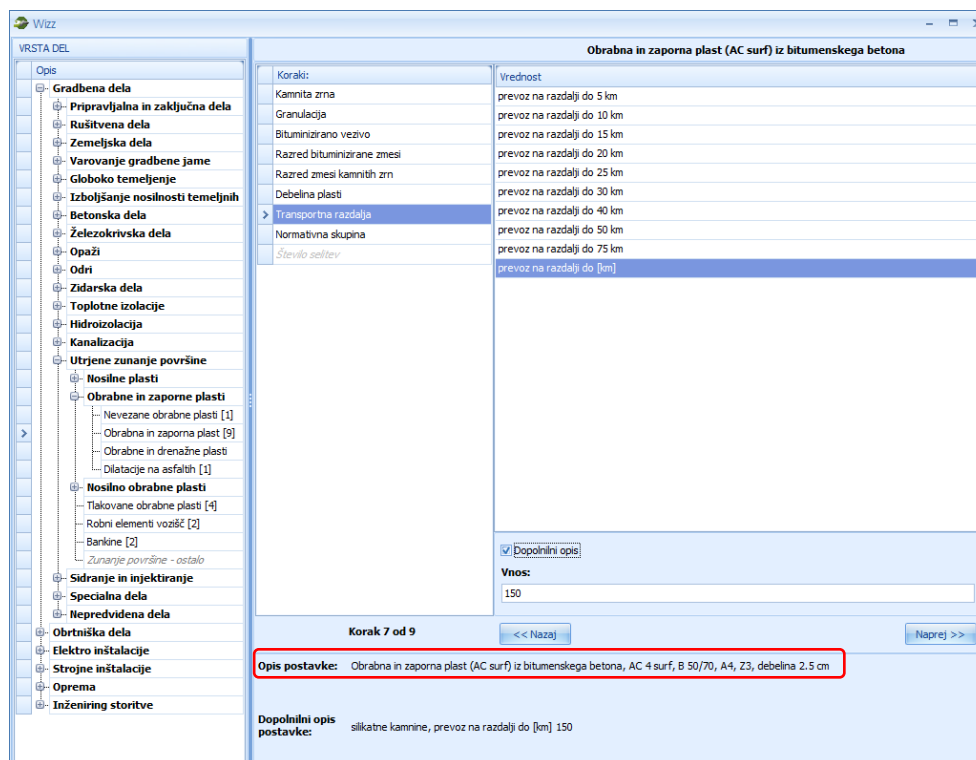 Wizz
VRSTA DEL
Opis
Gradbena dela
Pripravljalna in zaključna dela
Rušitvena dela
Zemeljska dela
Varovanje gradbene jame
Globoko temeljenje
Izboljšanje nosilnosti temeljnih
Betonska dela
Železokrivska dela
Opaži
Odri
Zidarska dela
Toplotne izolacije
Hidroizolacija
Kanalizacija
Utrjene zunanje površine
Nosilne plasti
Obrabne in zaporne plasti
Nevezane obrabne plasti [1]
Obrabna in zaporna plast [9]
Obrabne in drenažne plasti
Dilatacije na asfaltih [1]
Nosilno obrabne plasti
Tlakovane obrabne plasti [4]
Robni elementi vozišč [2]
Bankine [2]
Zunanje površine - ostalo
Sidranje in injektiranje
Specialna dela
Nepredvidena dela
Obrtniška dela
Elektro inštalacije
Strojne inštalacije
Oprema
Inženiring storitve
Obrabna in zaporna plast (AC surf) iz bitumenskega betona
Koraki:
Kamnita zrna
Granulacija
Bituminizirano vezivo
Razred bituminizirane zmesi
Razred zmesi kamnitih zrn
Debelina plasti
Transportna razdalja
Normativna skupina
Število selitev
Vrednost
prevoz na razdalji do 5 km
prevoz na razdalji do 10 km
prevoz na razdalji do 15 km
prevoz na razdalji do 20 km
prevoz na razdalji do 25 km
prevoz na razdalji do 30 km
prevoz na razdalji do 40 km
prevoz na razdalji do 50 km
prevoz na razdalji do 75 km
prevoz na razdalji do [km]
Dopolnilni opis
Vnos:
150
Korak 7 od 9
<< Nazaj
Naprej >>
Opis postavke: Obrabna in zaporna plast (AC surf) iz bitumenskega betona, AC 4 surf, B 50/70, A4, Z3, debelina 2.5 cm
Dopolnilni opis
postavke: silikatne kamnine, prevoz na razdalji do [km] 150